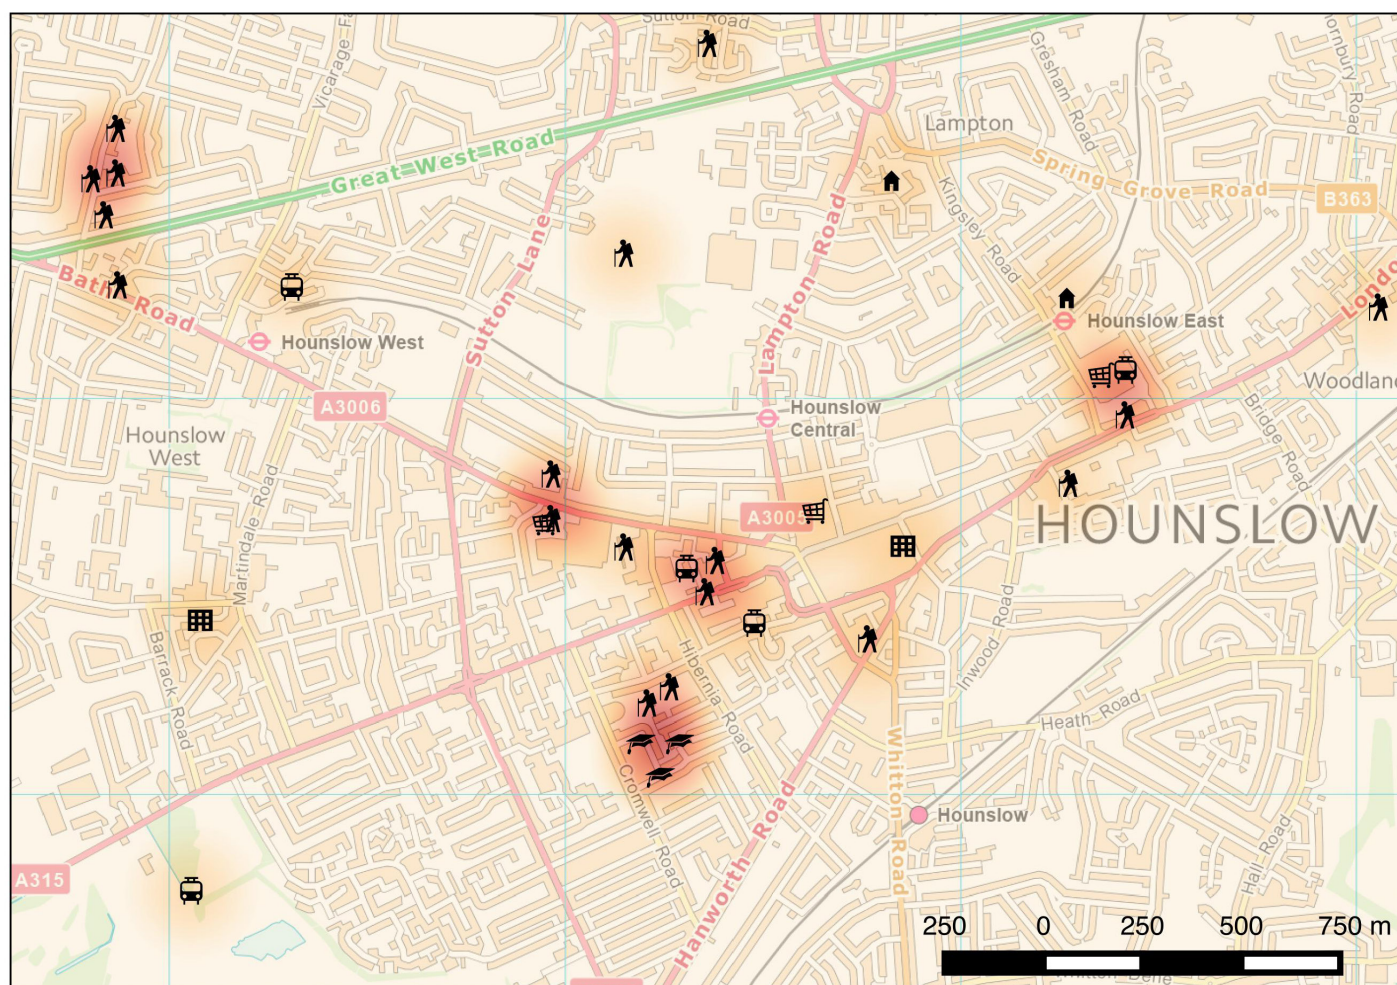 Sutton Road
Gresham Road
Lampton
Great West Road
Spring Grove Road
B363
Kingsley Road
Sutton Lane
Lampton Road
Bath Road
Hounslow West
Hounslow East
A3006
Hounslow
Central
Hounslow
West
Bridge Road
Martindale Road
A3005
HOUNSLOW
Barrack Road
Hibernia Road
Inwood Road
Heath Road
Whitton Road
Cromwell Road
Hanworth Road
Hounslow
Hall Road
A315
250 0 250 500 750 m